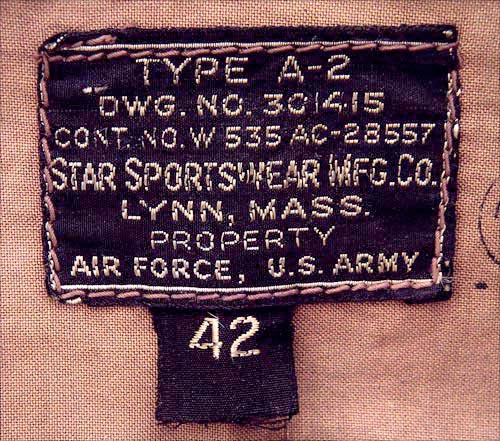 TYPE A-2
DWG. NO. 301415
CONT. NO. W 535 AC-28557
STAR SPORTSWEAR MFG. CO.
LYNN, MASS.
PROPERTY
AIR FORCE, U.S. ARMY
42